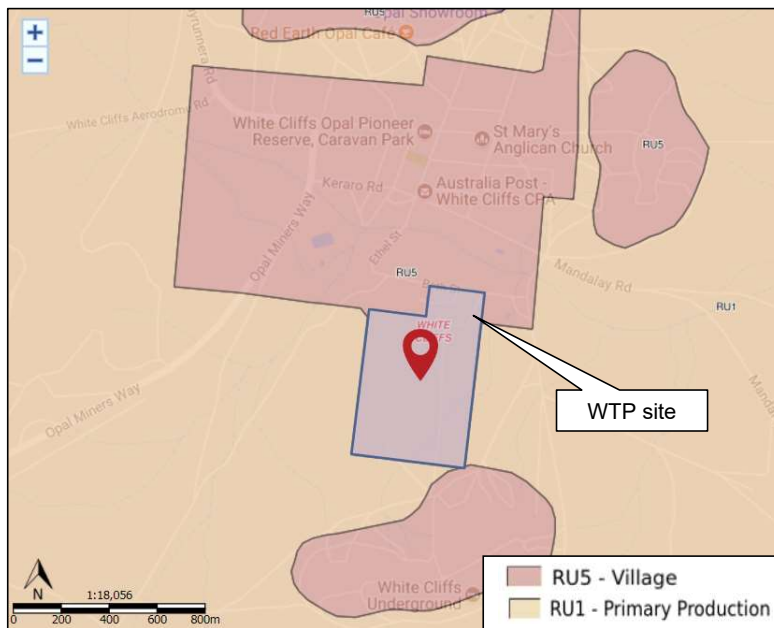 +
−
RU5
Opal Showroom
Red Earth Opal Café
White Cliffs Aerodrome Rd
White Cliffs Opal Pioneer
Reserve, Caravan Park
St Mary's
Anglican Church
RU5
Keraro Rd
Australia Post -
White Cliffs CPA
Opal Miners Way
Ethel St
RU5
Mandalay Rd
RU1
WHITE
CLIFFS
Opal Miners Way
WTP site
White Cliffs
Underground
N
1:18,056
0 200 400 600 800m
RU5 - Village
RU1 - Primary Production